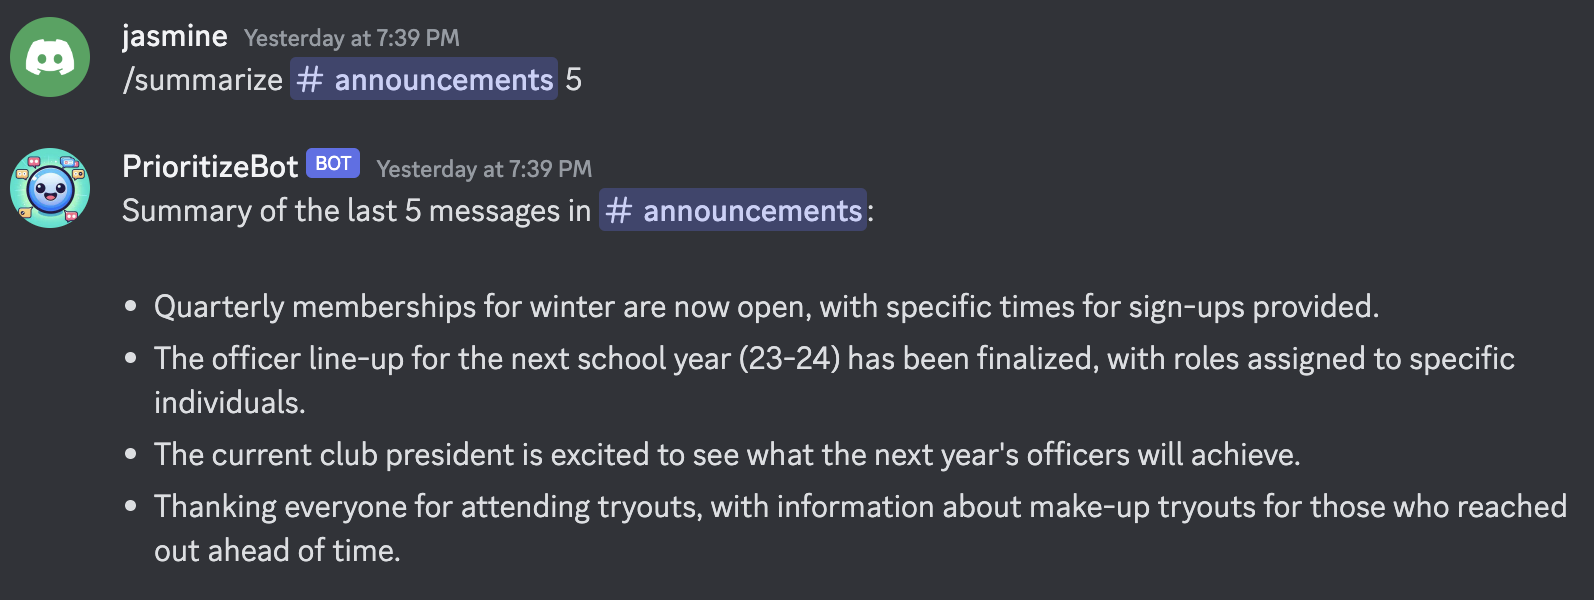 jasmine Yesterday at 7:39 PM
/summarize # announcements 5
PrioritizeBot BOT Yesterday at 7:39 PM
Summary of the last 5 messages in # announcements:
• Quarterly memberships for winter are now open, with specific times for sign-ups provided.
• The officer line-up for the next school year (23-24) has been finalized, with roles assigned to specific
individuals.
• The current club president is excited to see what the next year's officers will achieve.
• Thanking everyone for attending tryouts, with information about make-up tryouts for those who reached
out ahead of time.